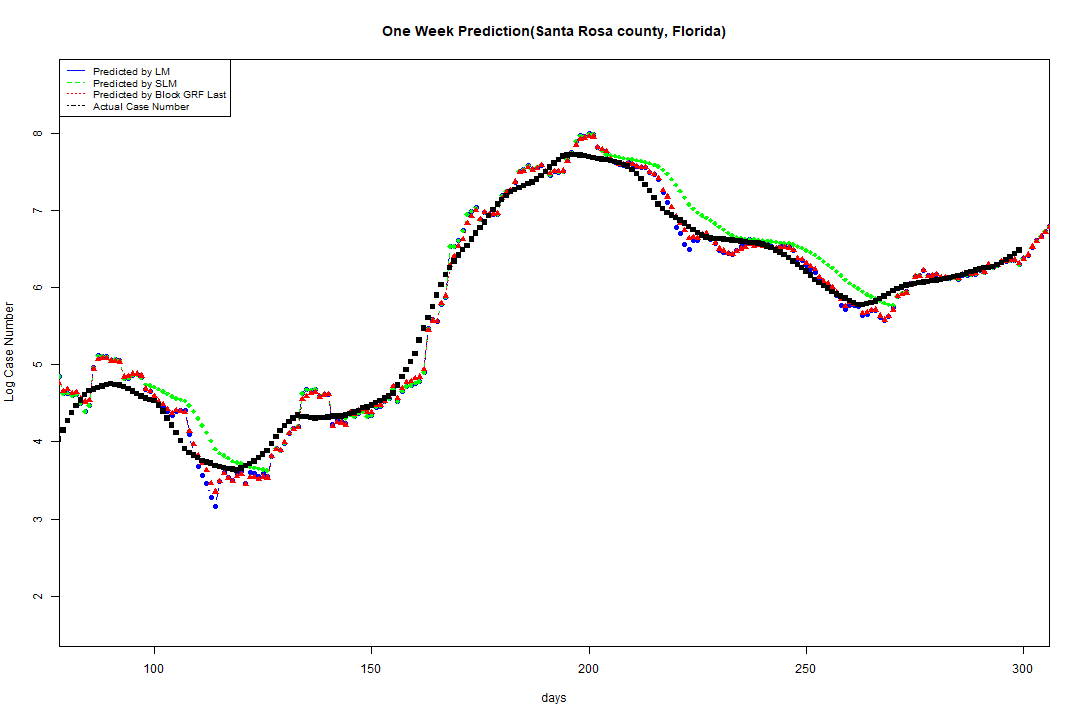 One Week Prediction(Santa Rosa county, Florida)
Predicted by LM
Predicted by SLM
Predicted by Block GRF Last
Actual Case Number
8
7
6
5
4
3
2
Log Case Number
100 150 200 250 300
days